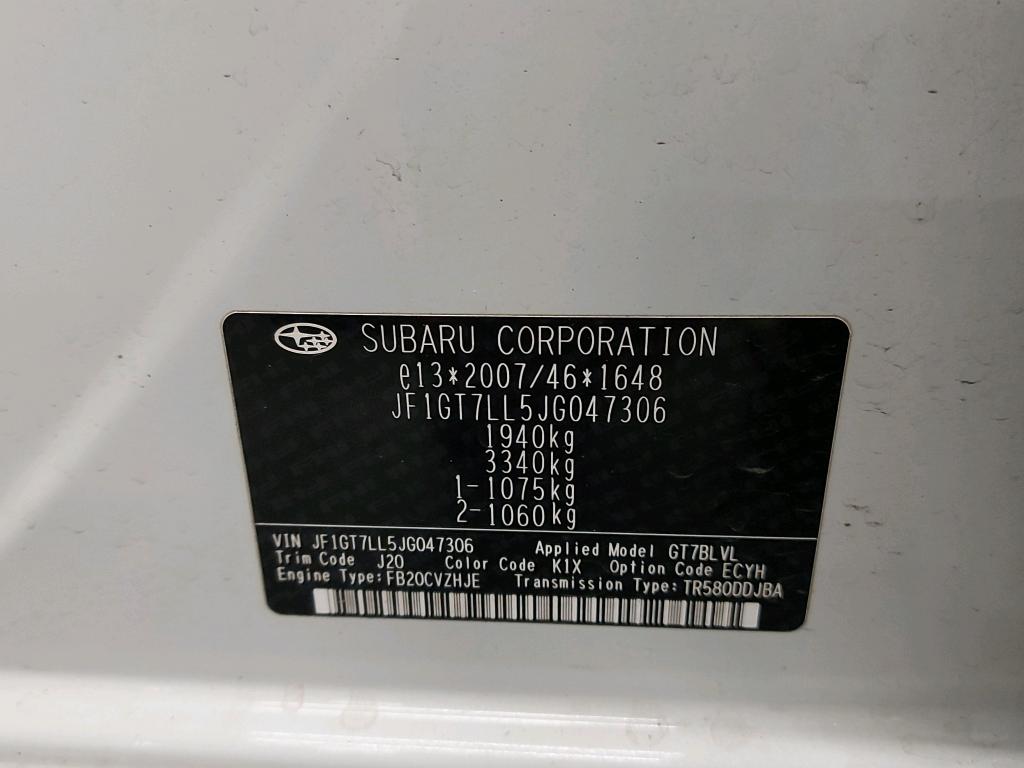 SUBARU CORPORATION
e13*2007/46*1648
JF1GT7LL5JG047306
1940kg
3340kg
1-1075kg
2-1060kg
VIN JF1GT7LL5JG047306 Applied Model GT7BLVL
Trim Code J20 Color Code K1X Option Code ECYH
Engine Type:FB20CVZHJE Transmission Type:TR580DDJBA